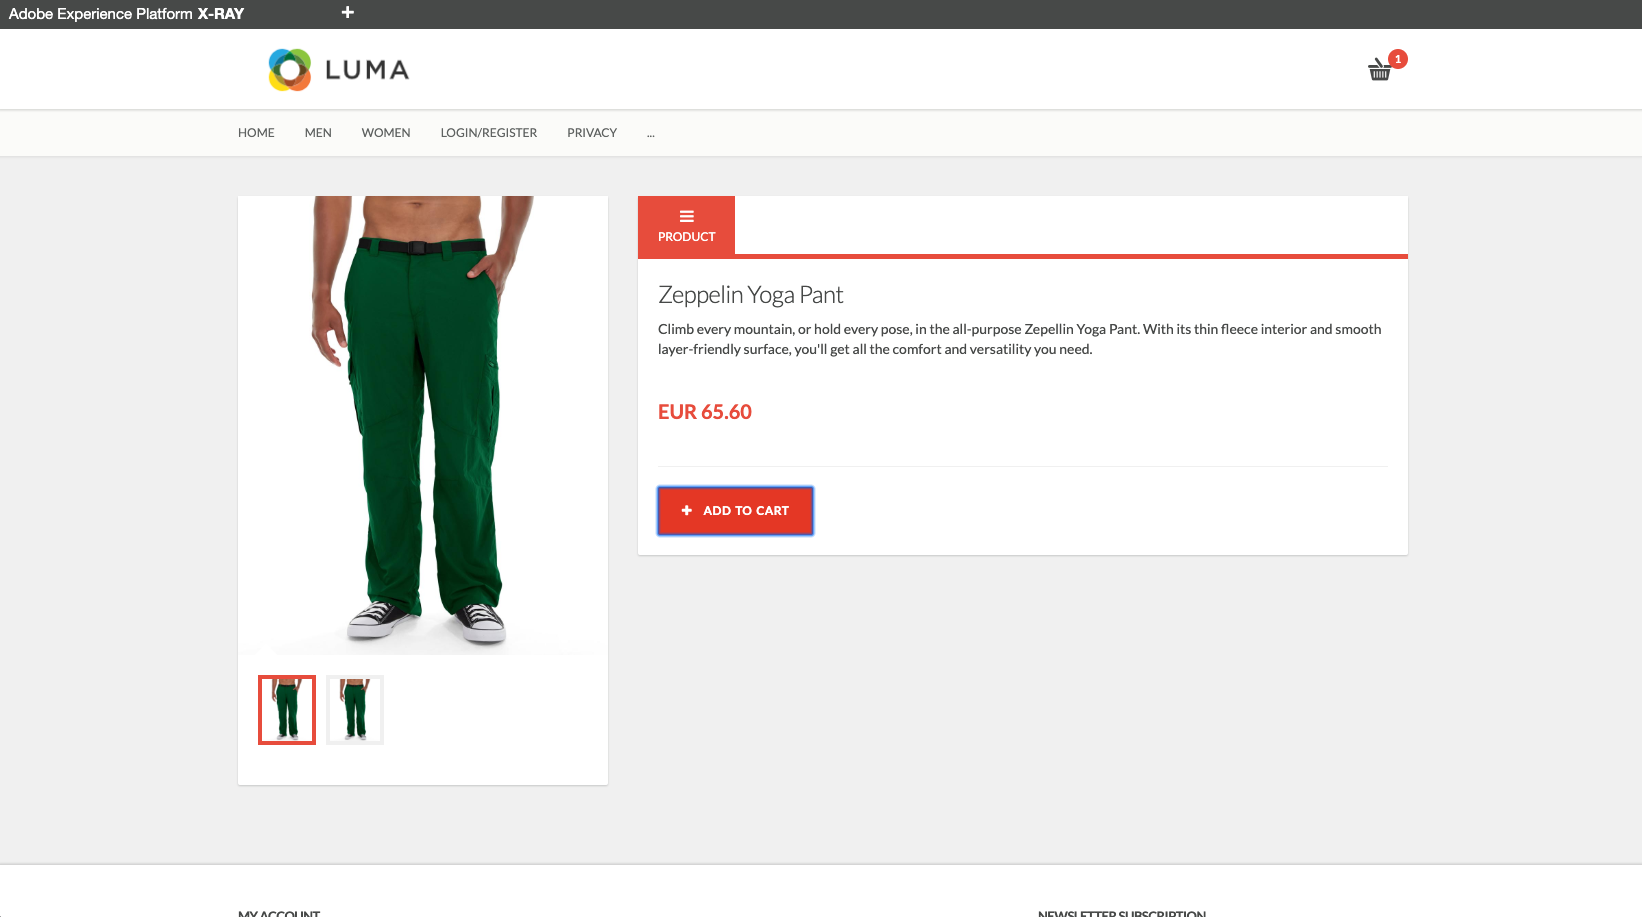 Adobe Experience Platform X-RAY
LUMA
1
HOME MEN WOMEN LOGIN/REGISTER PRIVACY ...
PRODUCT
Zeppelin Yoga Pant
Climb every mountain, or hold every pose, in the all-purpose Zepellin Yoga Pant. With its thin fleece interior and smooth
layer-friendly surface, you'll get all the comfort and versatility you need.
EUR 65.60
ADD TO CART
MY ACCOUNT
NEWSLETTER SUBSCRIPTION